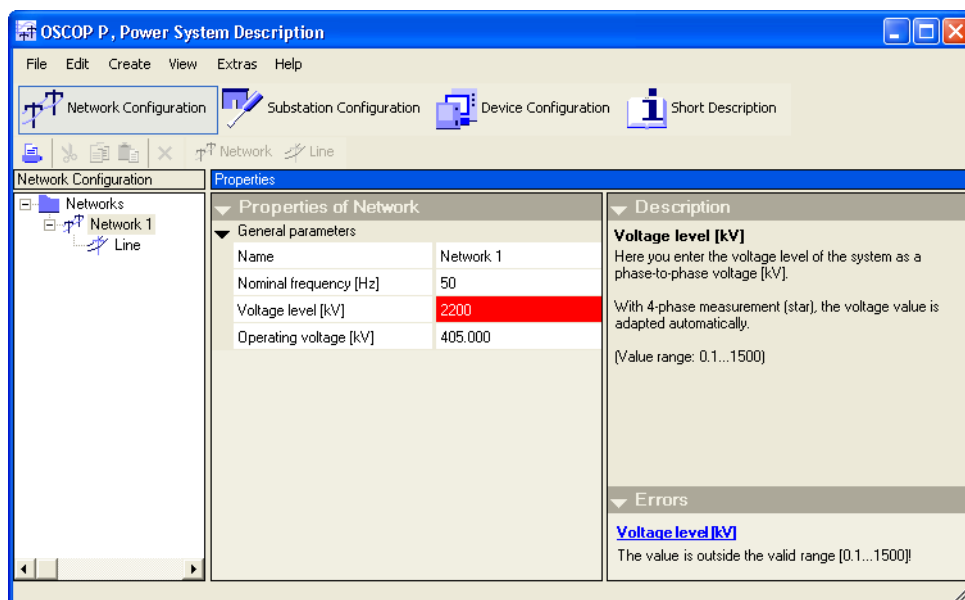 OSCOP P, Power System Description
File Edit Create View Extras Help
Network Configuration Substation Configuration Device Configuration Short Description
Network Line
Network Configuration
Networks
Network 1
Line
Properties
Properties of Network
General parameters
Name Network 1
Nominal frequency [Hz] 50
Voltage level [kV] 2200
Operating voltage [kV] 405.000
Description
Voltage level [kV]
Here you enter the voltage level of the system as a
phase-to-phase voltage [kV].
With 4-phase measurement (star), the voltage value is
adapted automatically.
(Value range: 0.1...1500)
Errors
Voltage level [kV]
The value is outside the valid range [0.1...1500]!